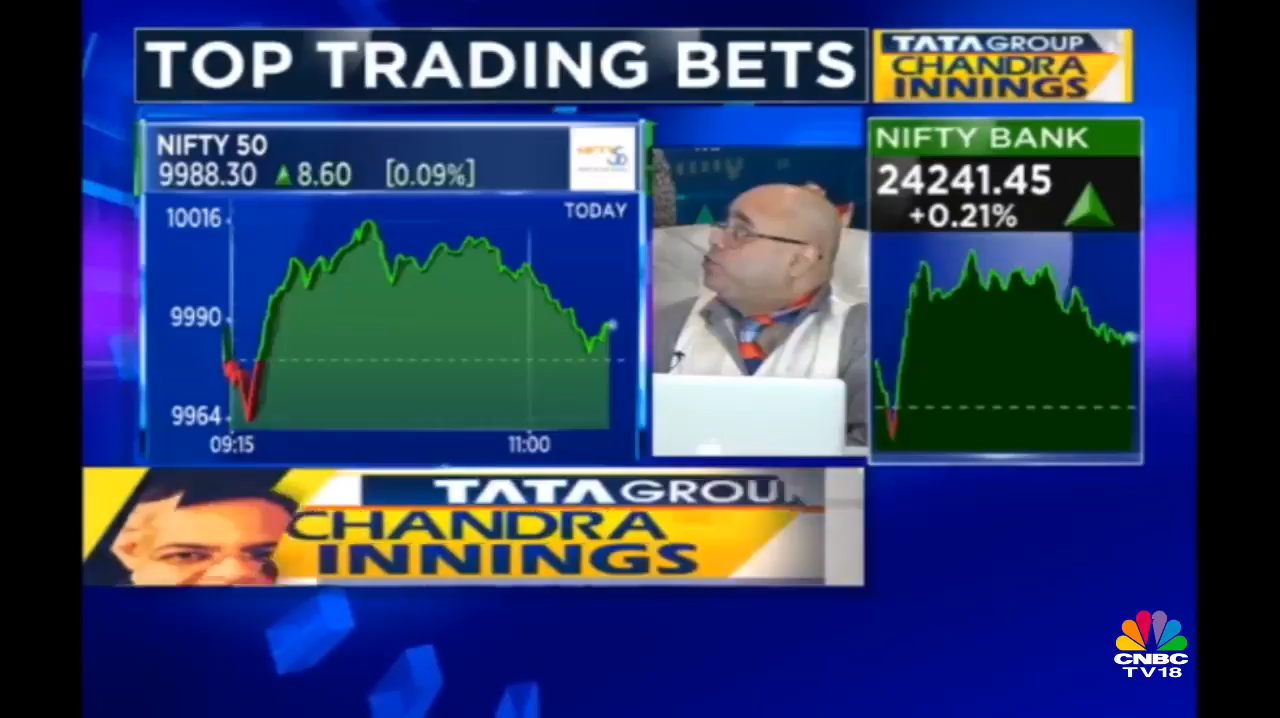 TOP TRADING BETS
TATA GROUP
CHANDRA
INNINGS
NIFTY 50
9988.30 ▲ 8.60 [0.09%]
TODAY
10016
9990
9964
09:15
11:00
NIFTY BANK
24241.45
+0.21%
TATA GROU
CHANDRA
INNINGS
CNBC
TV18